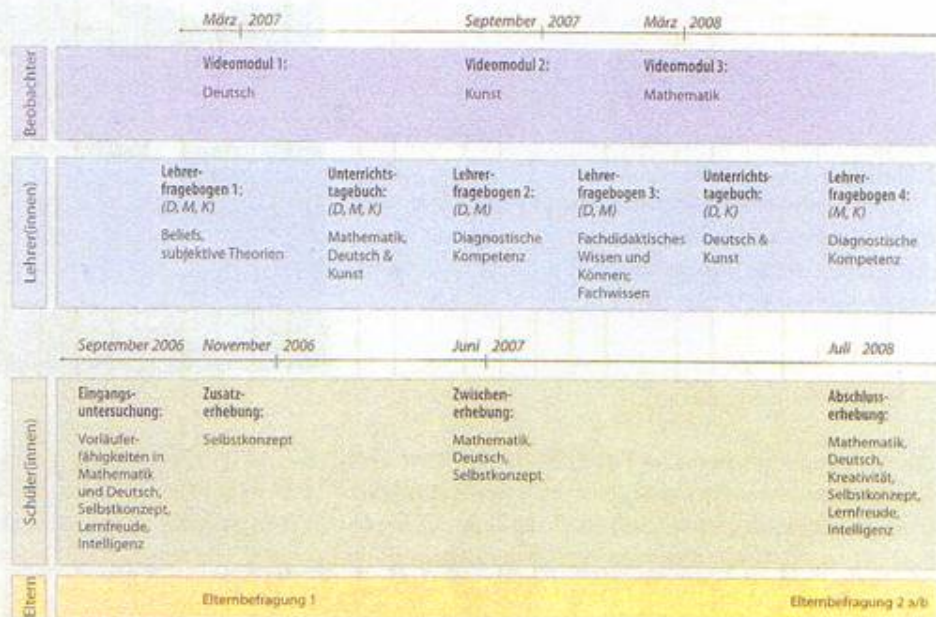 März 2007
September 2007
März 2008
Beobachter
Videomodul 1:
Deutsch
Videomodul 2:
Kunst
Videomodul 3:
Mathematik
Lehrer(innen)
Lehrer-
fragebogen 1:
(D, M, K)
Beliefs,
subjektive Theorien
Unterrichts-
tagebuch:
(D, M, K)
Mathematik,
Deutsch &
Kunst
Lehrer-
fragebogen 2:
(D, M)
Diagnostische
Kompetenz
Lehrer-
fragebogen 3:
(D, M)
Fachdidaktisches
Wissen und
Können;
Fachwissen
Unterrichts-
tagebuch:
(D, K)
Deutsch &
Kunst
Lehrer-
fragebogen 4:
(M, K)
Diagnostische
Kompetenz
September 2006
November 2006
Juni 2007
Juli 2008
Schüler(innen)
Eingangs-
untersuchung:
Vorläufer-
fähigkeiten in
Mathematik
und Deutsch,
Selbstkonzept,
Lernfreude,
Intelligenz
Zusatz-
erhebung:
Selbstkonzept
Zwischen-
erhebung:
Mathematik,
Deutsch,
Selbstkonzept
Abschluss-
erhebung:
Mathematik,
Deutsch,
Kreativität,
Selbstkonzept,
Lernfreude,
Intelligenz
Eltern
Elternbefragung 1
Elternbefragung 2 a/b